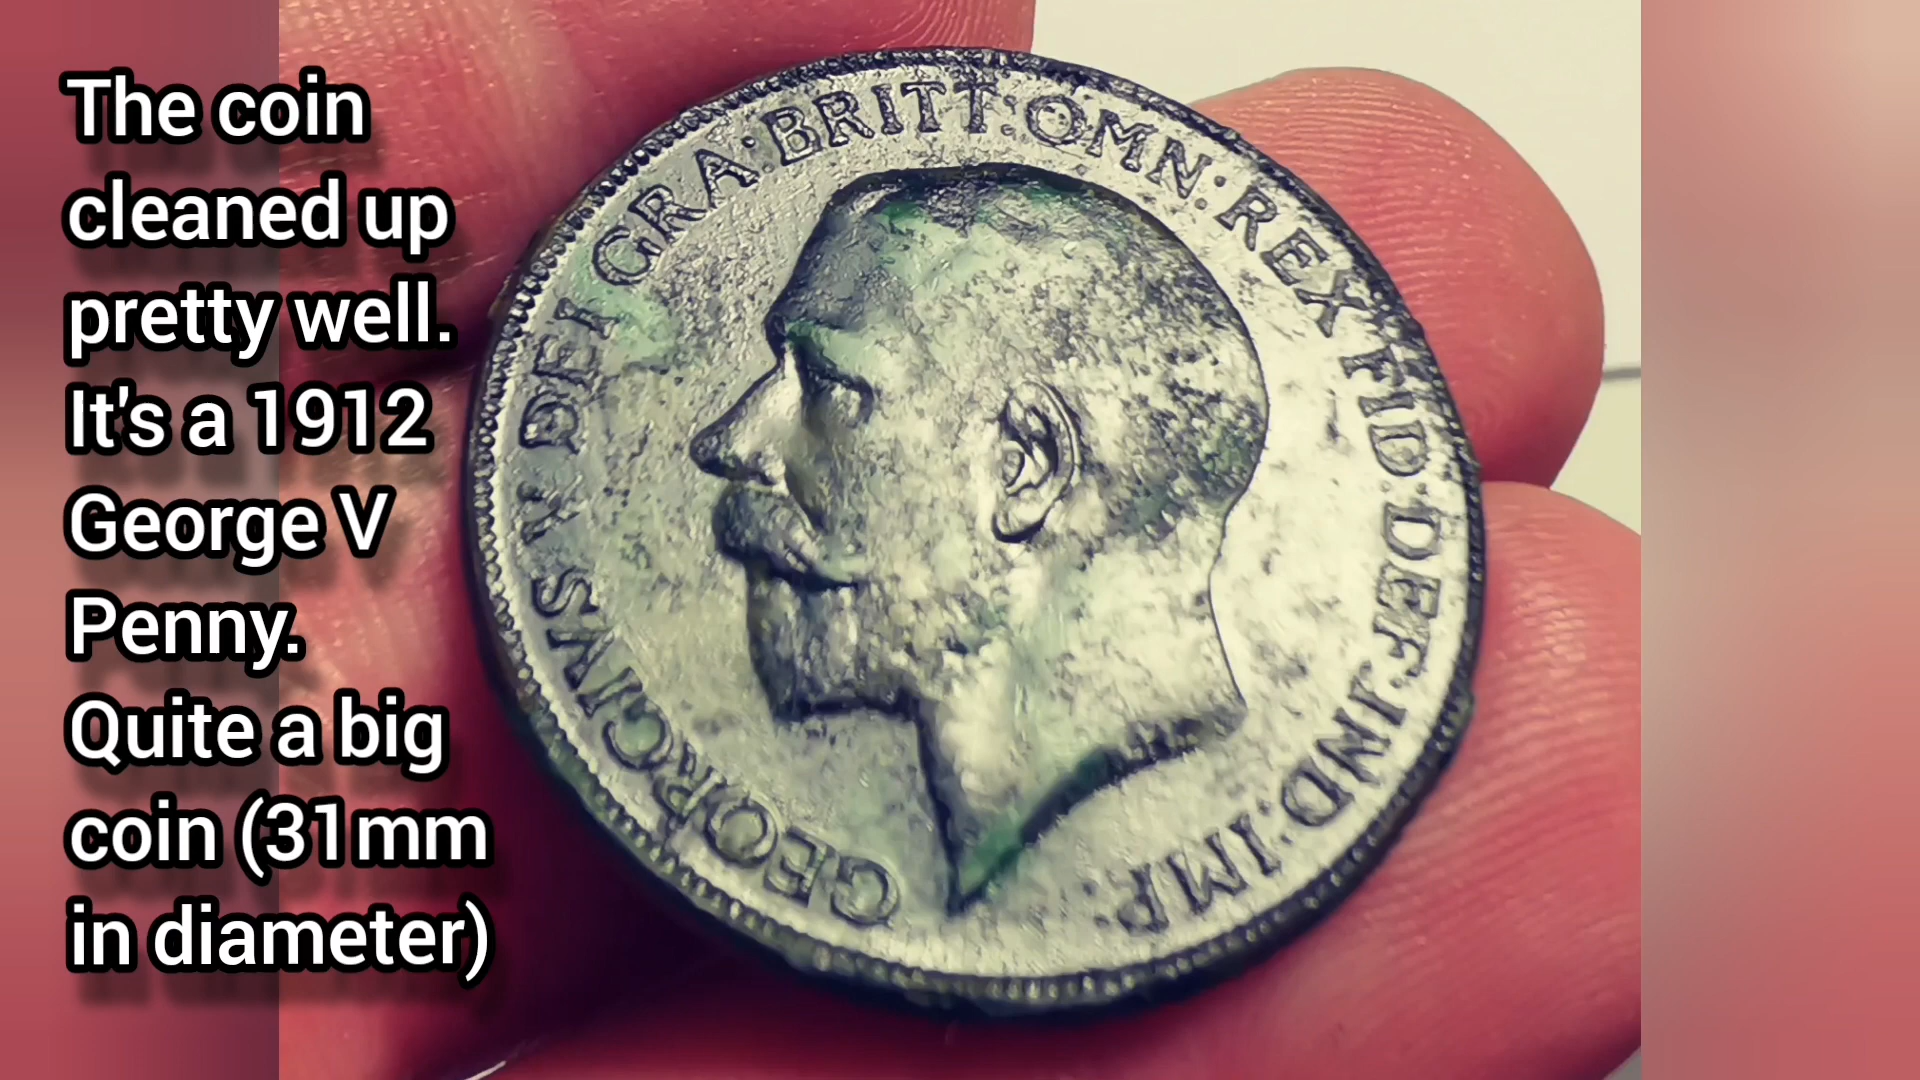 The coin
cleaned up
pretty well.
It's a 1912
George V
Penny.
Quite a big
coin (31mm
in diameter)
GEORGIVS V DEI GRA: BRITT: OMN: REX FID: DEF: IND: IMP: